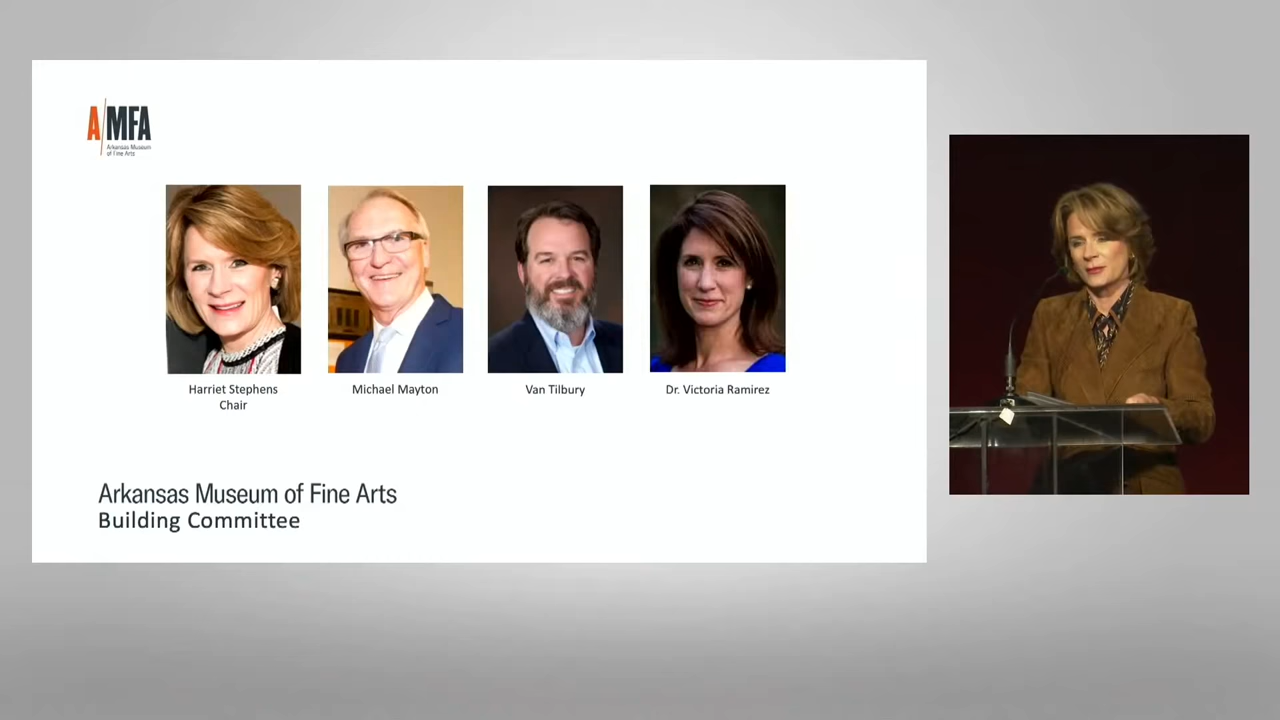 A/MFA
Arkansas Museum
of Fine Arts
Harriet Stephens
Chair
Michael Mayton
Van Tilbury
Dr. Victoria Ramirez
Arkansas Museum of Fine Arts
Building Committee